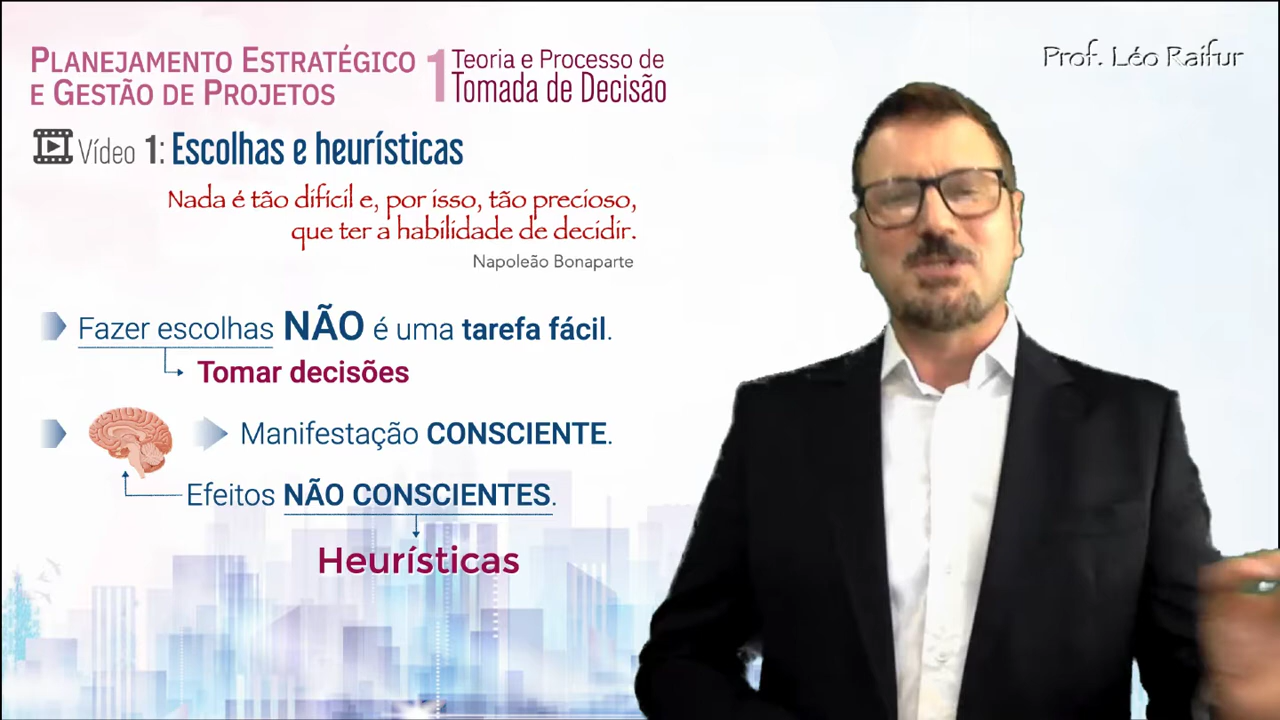 PLANEJAMENTO ESTRATÉGICO
E GESTÃO DE PROJETOS
1 Teoria e Processo de
Tomada de Decisão
Prof. Léo Raifur
Vídeo 1: Escolhas e heurísticas
Nada é tão difícil e, por isso, tão precioso,
que ter a habilidade de decidir.
Napoleão Bonaparte
Fazer escolhas NÃO é uma tarefa fácil.
Tomar decisões
Manifestação CONSCIENTE.
Efeitos NÃO CONSCIENTES.
Heurísticas